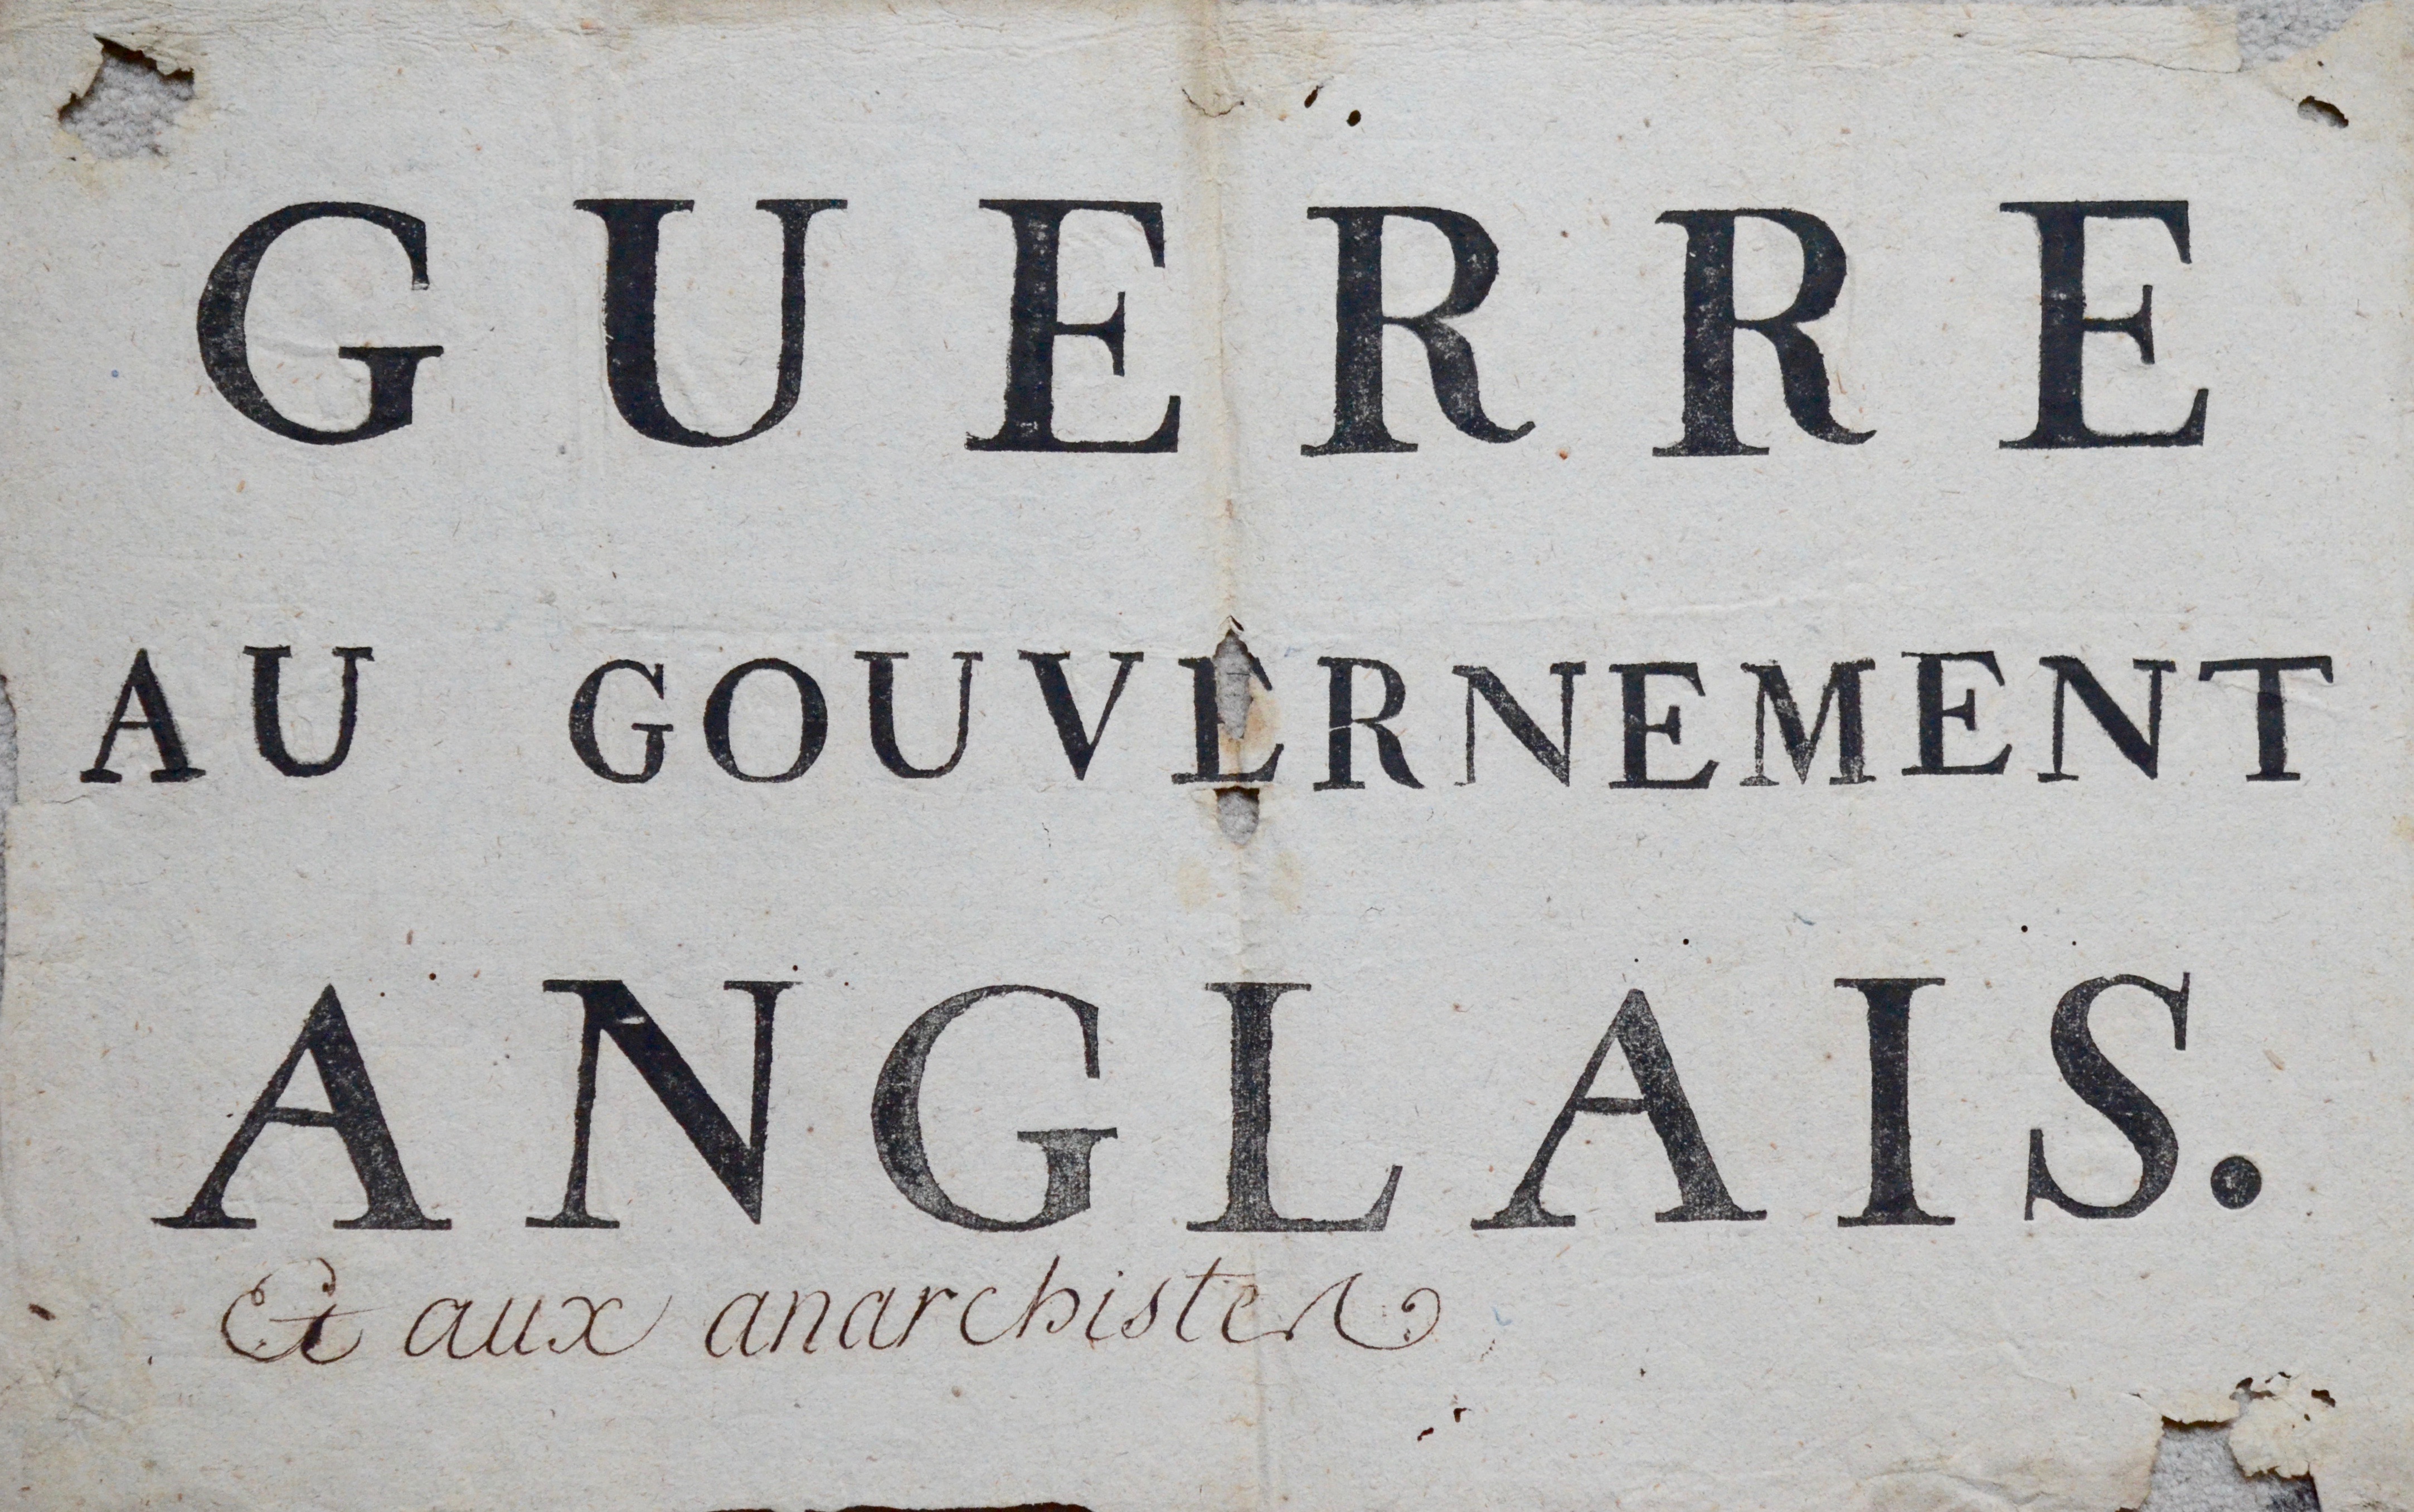 GUERRE
AU GOUVERNEMENT
ANGLAIS.
Et aux anarchistes